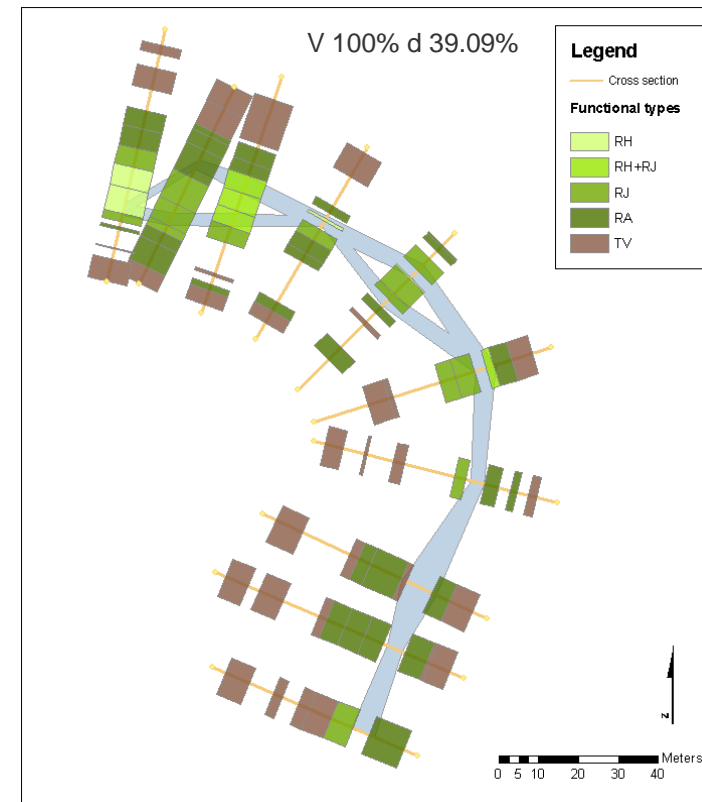 V 100% d 39.09%
Legend
Cross section
Functional types
RH
RH+RJ
RJ
RA
TV
N
Meters
0 5 10 20 30 40